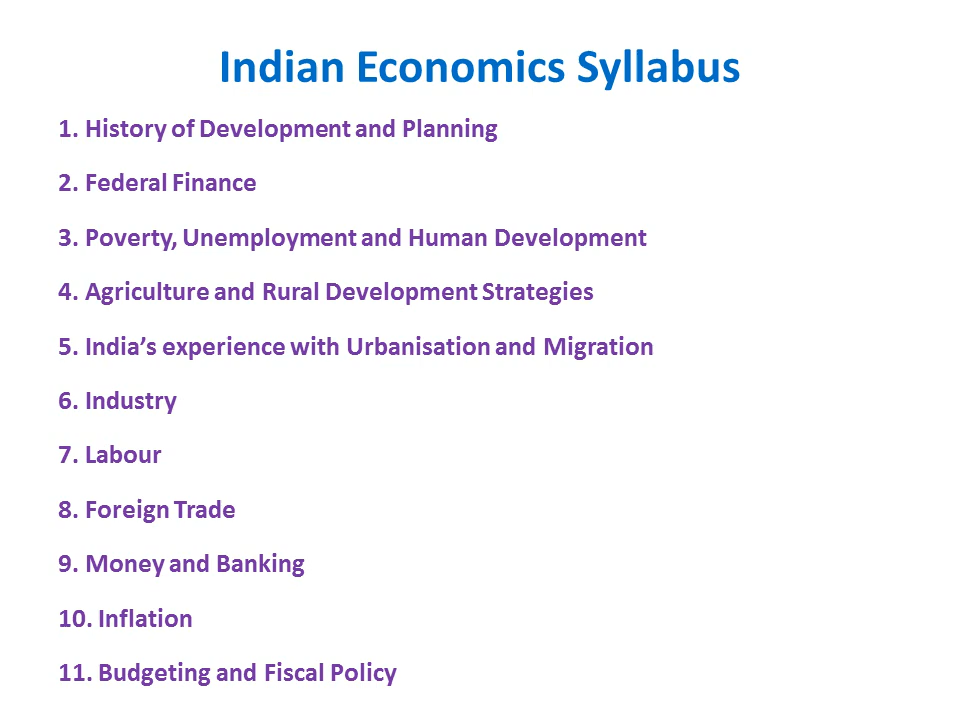 Indian Economics Syllabus
1. History of Development and Planning
2. Federal Finance
3. Poverty, Unemployment and Human Development
4. Agriculture and Rural Development Strategies
5. India’s experience with Urbanisation and Migration
6. Industry
7. Labour
8. Foreign Trade
9. Money and Banking
10. Inflation
11. Budgeting and Fiscal Policy